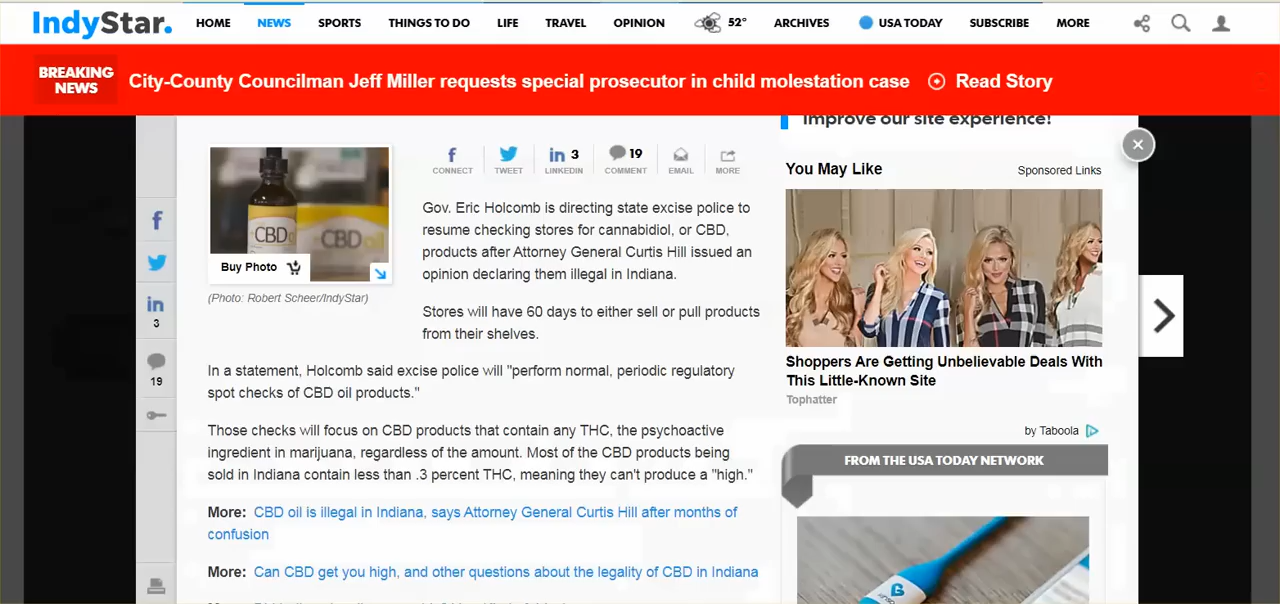 IndyStar.
HOME NEWS SPORTS THINGS TO DO LIFE TRAVEL OPINION 52° ARCHIVES USA TODAY SUBSCRIBE MORE
BREAKING
NEWS
City-County Councilman Jeff Miller requests special prosecutor in child molestation case Read Story
CBD
CBD oil
Buy Photo
(Photo: Robert Scheer/IndyStar)
f
CONNECT
TWEET
in 3
LINKEDIN
19
COMMENT
EMAIL
MORE
f
in
3
19
Gov. Eric Holcomb is directing state excise police to
resume checking stores for cannabidiol, or CBD,
products after Attorney General Curtis Hill issued an
opinion declaring them illegal in Indiana.
Stores will have 60 days to either sell or pull products
from their shelves.
In a statement, Holcomb said excise police will "perform normal, periodic regulatory
spot checks of CBD oil products."
Those checks will focus on CBD products that contain any THC, the psychoactive
ingredient in marijuana, regardless of the amount. Most of the CBD products being
sold in Indiana contain less than .3 percent THC, meaning they can't produce a "high."
More: CBD oil is illegal in Indiana, says Attorney General Curtis Hill after months of
confusion
More: Can CBD get you high, and other questions about the legality of CBD in Indiana
improve our site experience!
You May Like
Sponsored Links
Shoppers Are Getting Unbelievable Deals With
This Little-Known Site
Tophatter
by Taboola
FROM THE USA TODAY NETWORK